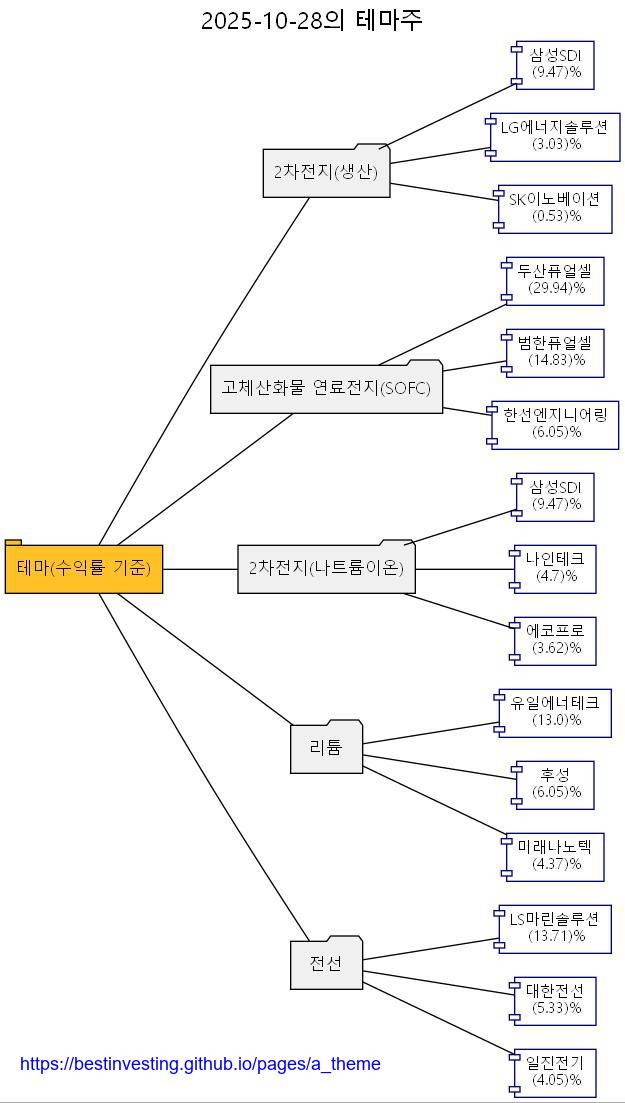 2025-10-28의 테마주
삼성SDI
(9.47)%
LG에너지솔루션
(3.03)%
2차전지(생산)
SK이노베이션
(0.53)%
두산퓨얼셀
(29.94)%
범한퓨얼셀
(14.83)%
고체산화물 연료전지(SOFC)
한선엔지니어링
(6.05)%
삼성SDI
(9.47)%
테마(수익률 기준)
2차전지(나트륨이온)
나인테크
(4.7)%
에코프로
(3.62)%
유일에너테크
(13.0)%
리튬
후성
(6.05)%
미래나노텍
(4.37)%
LS마린솔루션
(13.71)%
전선
대한전선
(5.33)%
일진전기
(4.05)%
https://bestinvesting.github.io/pages/a_theme